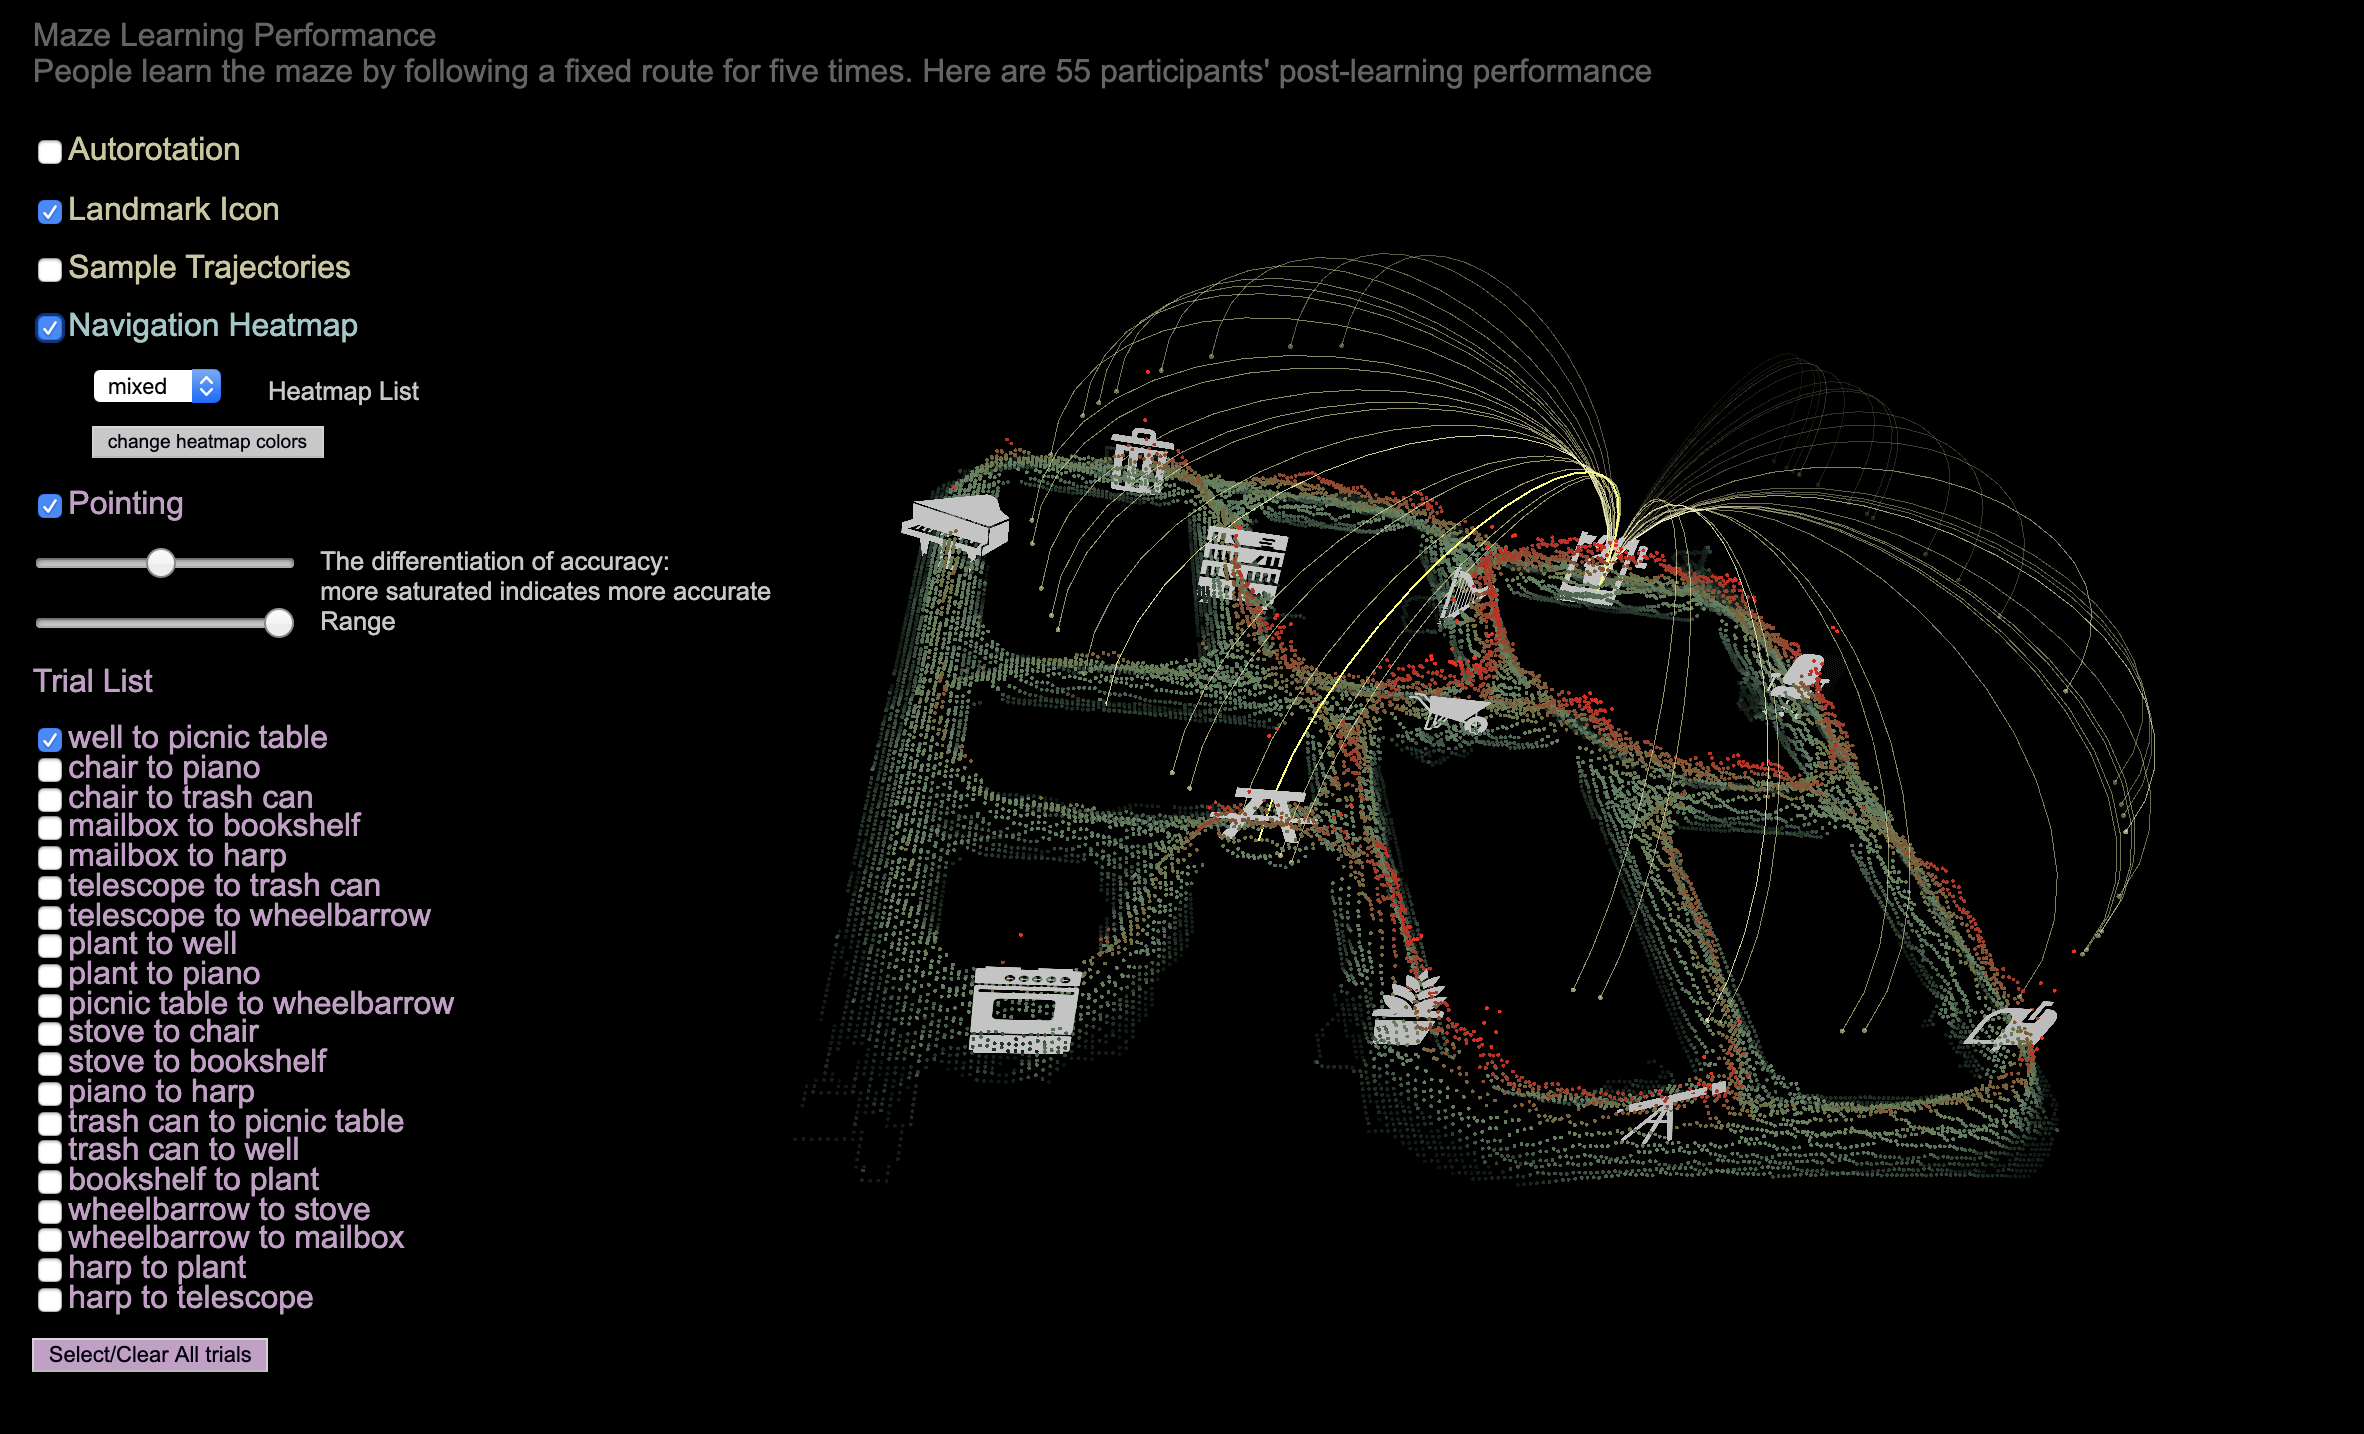 Maze Learning Performance
People learn the maze by following a fixed route for five times. Here are 55 participants' post-learning performance
Autorotation
Landmark Icon
Sample Trajectories
Navigation Heatmap
mixed
Heatmap List
change heatmap colors
Pointing
The differentiation of accuracy:
more saturated indicates more accurate
Range
Trial List
well to picnic table
chair to piano
chair to trash can
mailbox to bookshelf
mailbox to harp
telescope to trash can
telescope to wheelbarrow
plant to well
plant to piano
picnic table to wheelbarrow
stove to chair
stove to bookshelf
piano to harp
trash can to picnic table
trash can to well
bookshelf to plant
wheelbarrow to stove
wheelbarrow to mailbox
harp to plant
harp to telescope
Select/Clear All trials